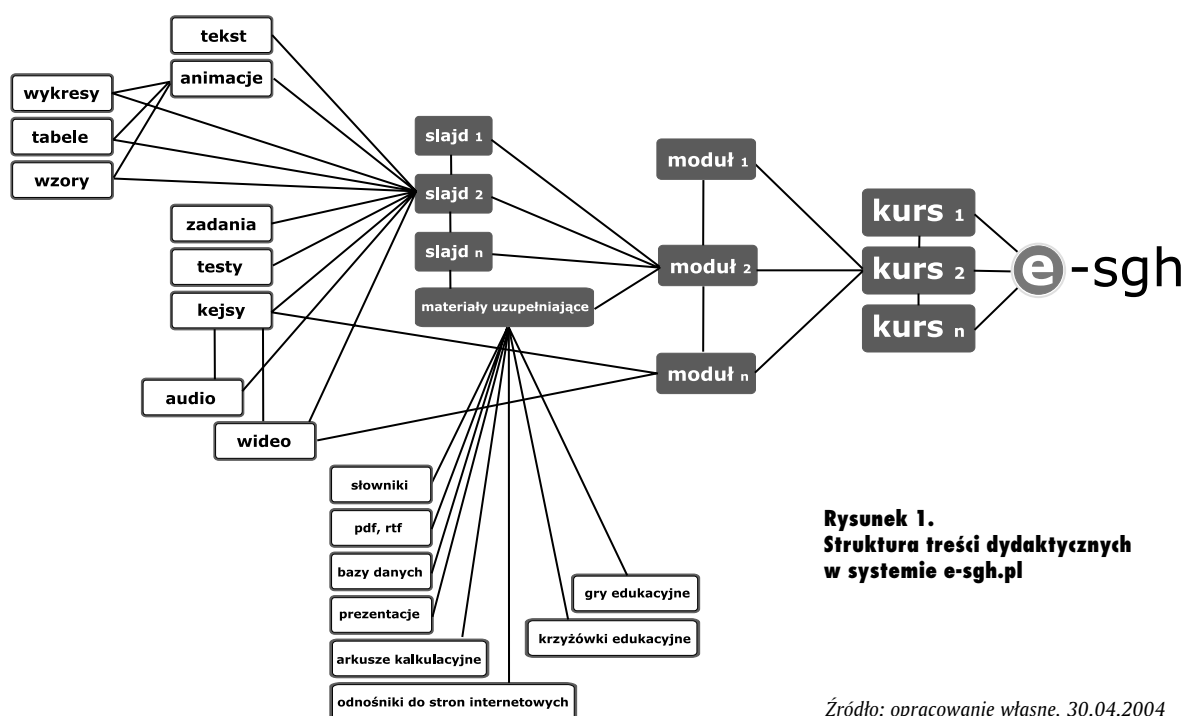 tekst
animacje
wykresy
tabele
wzory
zadania
testy
kejsy
audio
wideo
slajd 1
slajd 2
slajd n
materiały uzupełniające
moduł 1
moduł 2
moduł n
kurs 1
kurs 2
kurs n
e-sgh
słowniki
pdf, rtf
bazy danych
prezentacje
arkusze kalkulacyjne
odnośniki do stron internetowych
gry edukacyjne
krzyżówki edukacyjne
Rysunek 1.
Struktura treści dydaktycznych
w systemie e-sgh.pl
Źródło: opracowanie własne, 30.04.2004